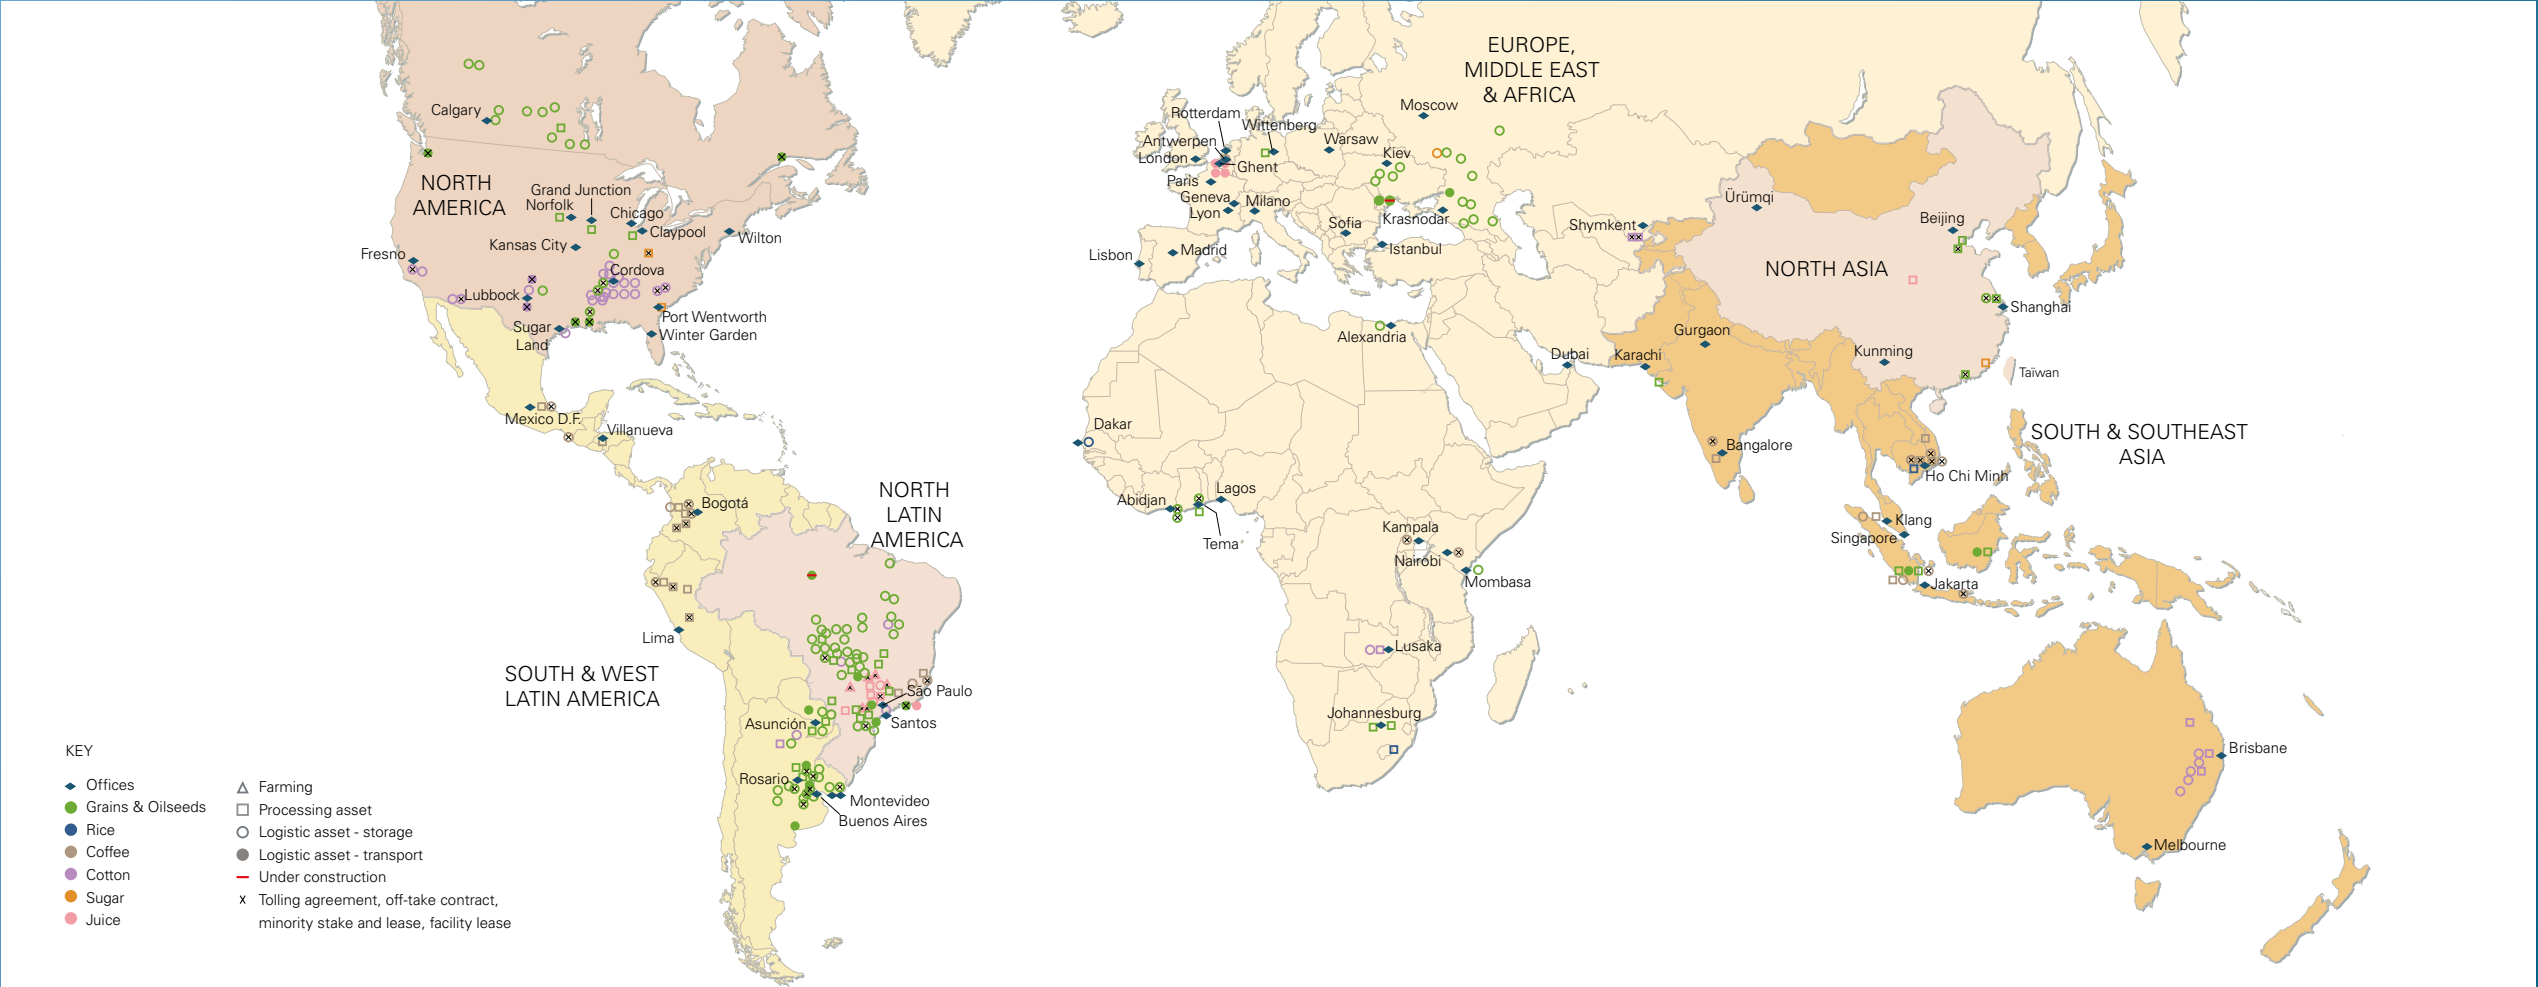 EUROPE,
MIDDLE EAST
& AFRICA
Calgary
NORTH
AMERICA
Grand Junction
Norfolk
Chicago
Claypool
Kansas City
Wilton
Fresno
Cordova
Lubbock
Port Wentworth
Sugar
Land
Winter Garden
Mexico D.F.
Villanueva
Bogotá
NORTH
LATIN
AMERICA
Lima
SOUTH & WEST
LATIN AMERICA
São Paulo
Santos
Asunción
Rosario
Montevideo
Buenos Aires
Moscow
Rotterdam
Wittenberg
Antwerpen
Warsaw
London
Kiev
Ghent
Paris
Geneva
Milano
Lyon
Sofia
Krasnodar
Lisbon
Madrid
Istanbul
Alexandria
Dubai
Dakar
Abidjan
Lagos
Tema
Kampala
Nairobi
Mombasa
Lusaka
Johannesburg
Shymkent
Ürümqi
Beijing
NORTH ASIA
Shanghai
Gurgaon
Karachi
Kunming
Taïwan
SOUTH & SOUTHEAST
ASIA
Bangalore
Ho Chi Minh
Klang
Singapore
Jakarta
Brisbane
Melbourne
KEY
Offices
Grains & Oilseeds
Rice
Coffee
Cotton
Sugar
Juice
Farming
Processing asset
Logistic asset - storage
Logistic asset - transport
Under construction
x Tolling agreement, off-take contract,
minority stake and lease, facility lease